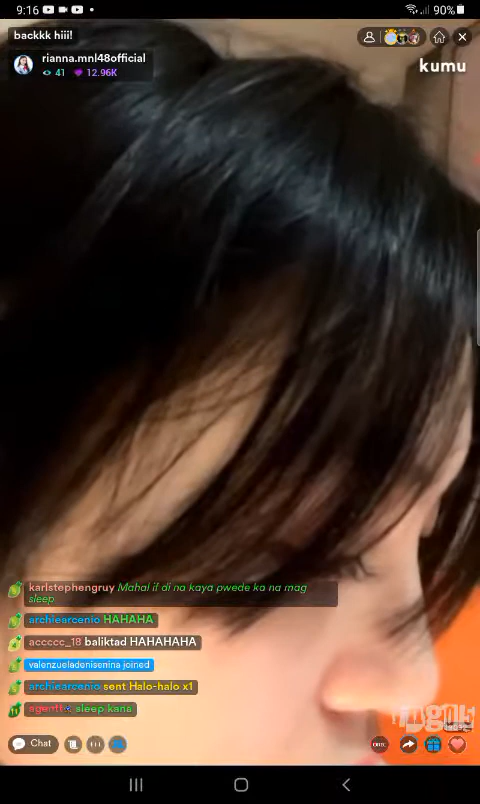 9:16
90%
backkk hiii!
rianna.mnl48official
41 12.96K
kumu
karlstephengruy Mahal if di na kaya pwede ka na mag
sleep
archiearcenio HAHAHA
accccc_18 baliktad HAHAHAHA
valenzueladenisenina joined
archiearcenio sent Halo-halo x1
sleep kana
Chat